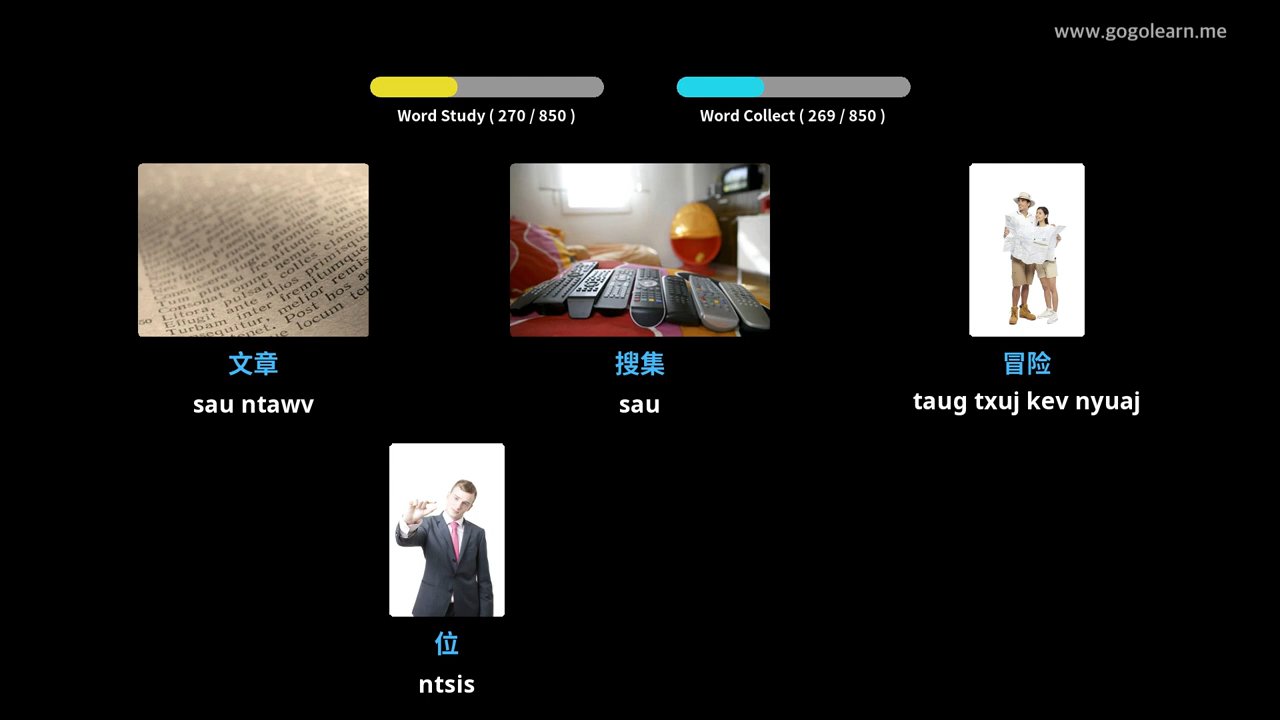 www.gogolearn.me
Word Study ( 270 / 850 )
Word Collect ( 269 / 850 )
文章
sau ntawv
搜集
sau
冒险
taug txuj kev nyuaj
位
ntsis